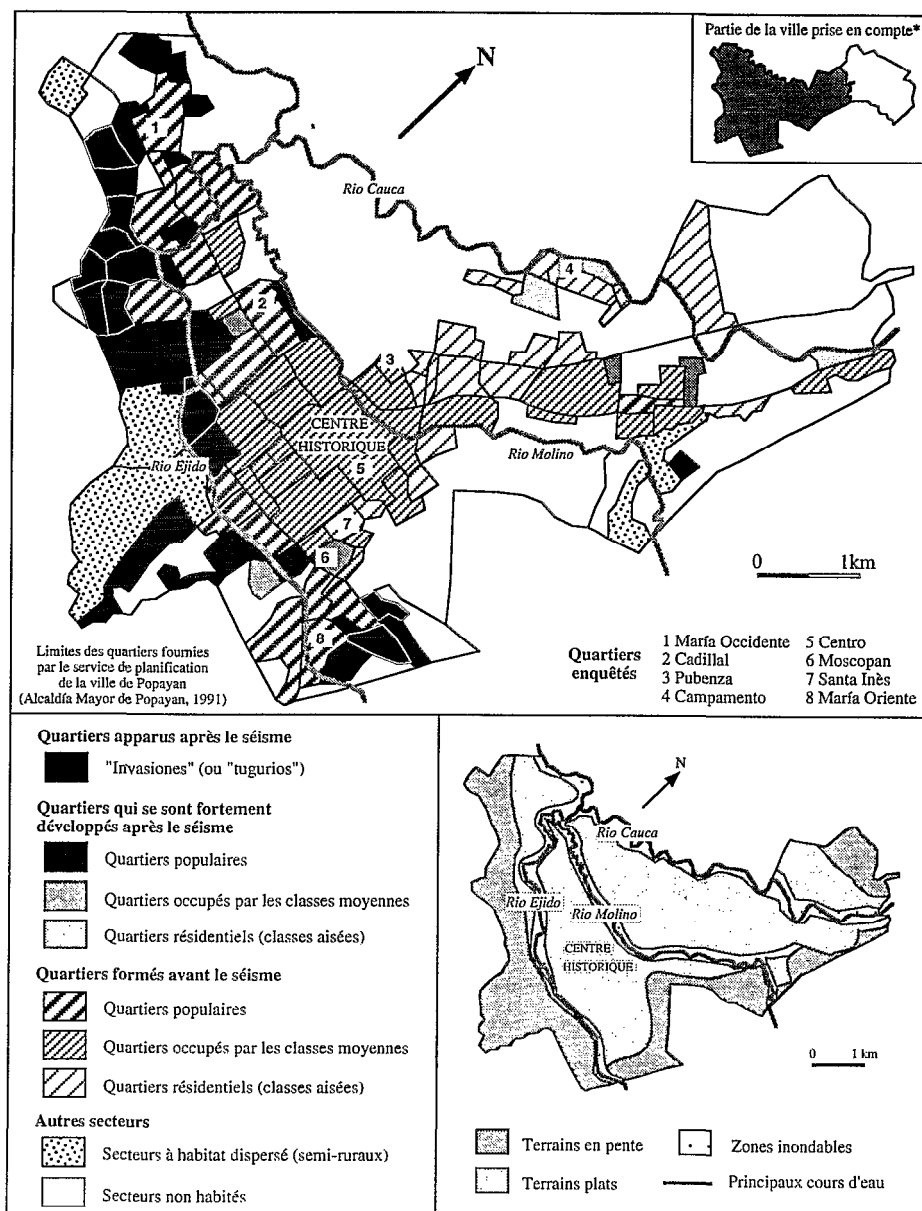 Partie de la ville prise en compte*
N
Rio Cauca
1
4
2
3
CENTRE
HISTORIQUE
Rio Ejido
5
Rio Molino
7
6
8
0 1km
Limites des quartiers fournies
par le service de planification
de la ville de Popayan
(Alcaldía Mayor de Popayan, 1991)
Quartiers
enquêtés
1 María Occidente
2 Cadillal
3 Pubenza
4 Campamento
5 Centro
6 Moscopan
7 Santa Inès
8 María Oriente
Quartiers apparus après le séisme
"Invasiones" (ou "tugurios")
Quartiers qui se sont fortement
développés après le séisme
Quartiers populaires
Quartiers occupés par les classes moyennes
Quartiers résidentiels (classes aisées)
Quartiers formés avant le séisme
Quartiers populaires
Quartiers occupés par les classes moyennes
Quartiers résidentiels (classes aisées)
Autres secteurs
Secteurs à habitat dispersé (semi-ruraux)
Secteurs non habités
N
Rio Cauca
Rio Ejido
Rio Molino
CENTRE
HISTORIQUE
0 1 km
Terrains en pente
Zones inondables
Terrains plats
Principaux cours d'eau